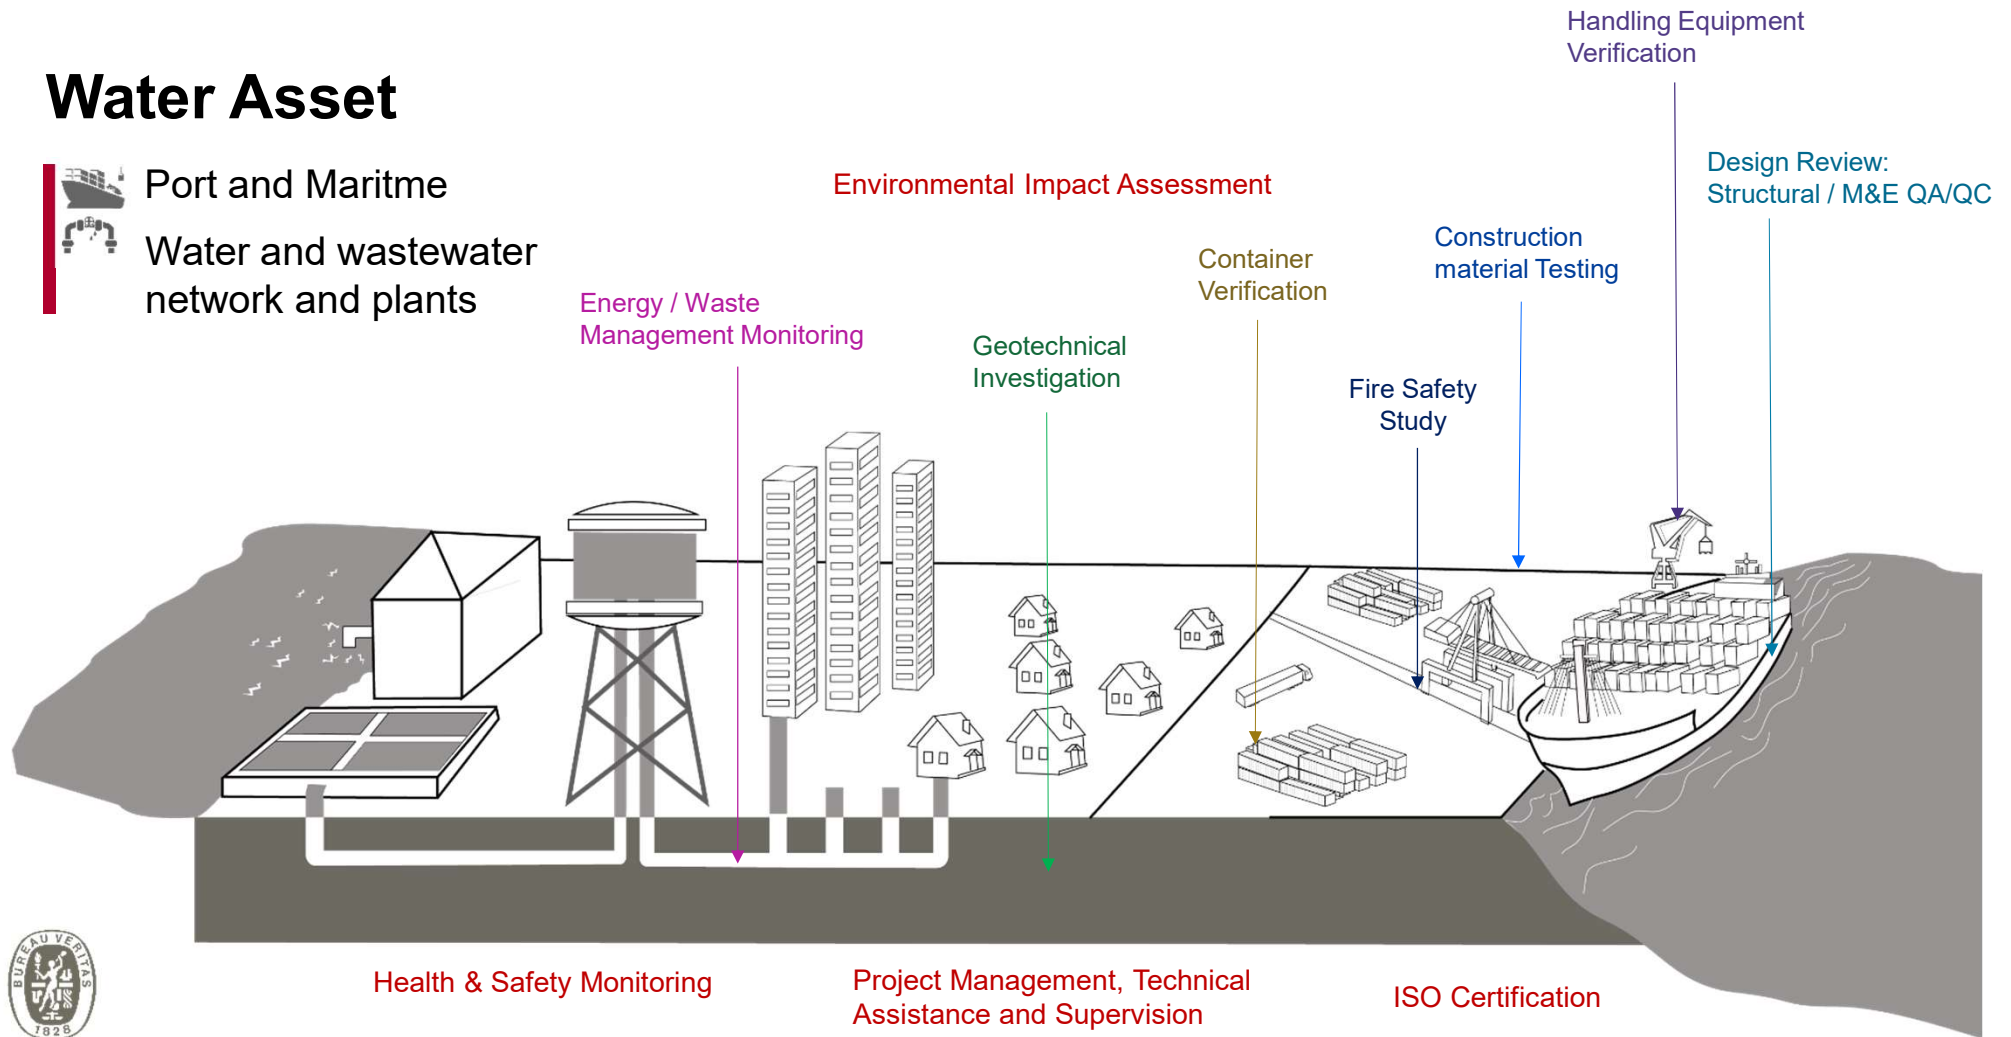 Water Asset
Port and Maritme
Water and wastewater
network and plants
Handling Equipment
Verification
Environmental Impact Assessment
Design Review:
Structural / M&E QA/QC
Construction
material Testing
Container
Verification
Energy / Waste
Management Monitoring
Geotechnical
Investigation
Fire Safety
Study
BUREAU VERITAS
1828
Health & Safety Monitoring
Project Management, Technical
Assistance and Supervision
ISO Certification